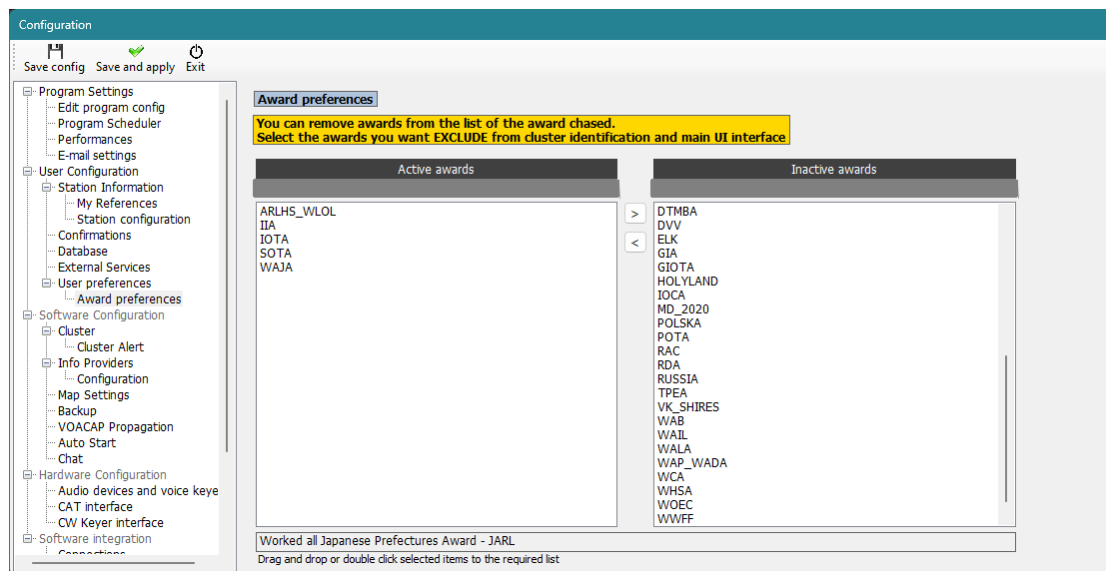 Configuration
Save config Save and apply Exit
Program Settings
Edit program config
Program Scheduler
Performances
E-mail settings
User Configuration
Station Information
My References
Station configuration
Confirmations
Database
External Services
User preferences
Award preferences
Software Configuration
Cluster
Cluster Alert
Info Providers
Configuration
Map Settings
Backup
VOACAP Propagation
Auto Start
Chat
Hardware Configuration
Audio devices and voice keye
CAT interface
CW Keyer interface
Software integration
Connections
Award preferences
You can remove awards from the list of the award chased.
Select the awards you want EXCLUDE from cluster identification and main UI interface
Active awards
ARLHS_WLOL
IIA
IOTA
SOTA
WAJA
>
<
Inactive awards
DTMBA
DVV
ELK
GIA
GIOTA
HOLYLAND
IOCA
MD_2020
POLSKA
POTA
RAC
RDA
RUSSIA
TPEA
VK_SHIRES
WAB
WAIL
WALA
WAP_WADA
WCA
WHSA
WOEC
WWFF
Worked all Japanese Prefectures Award - JARL
Drag and drop or double click selected items to the required list